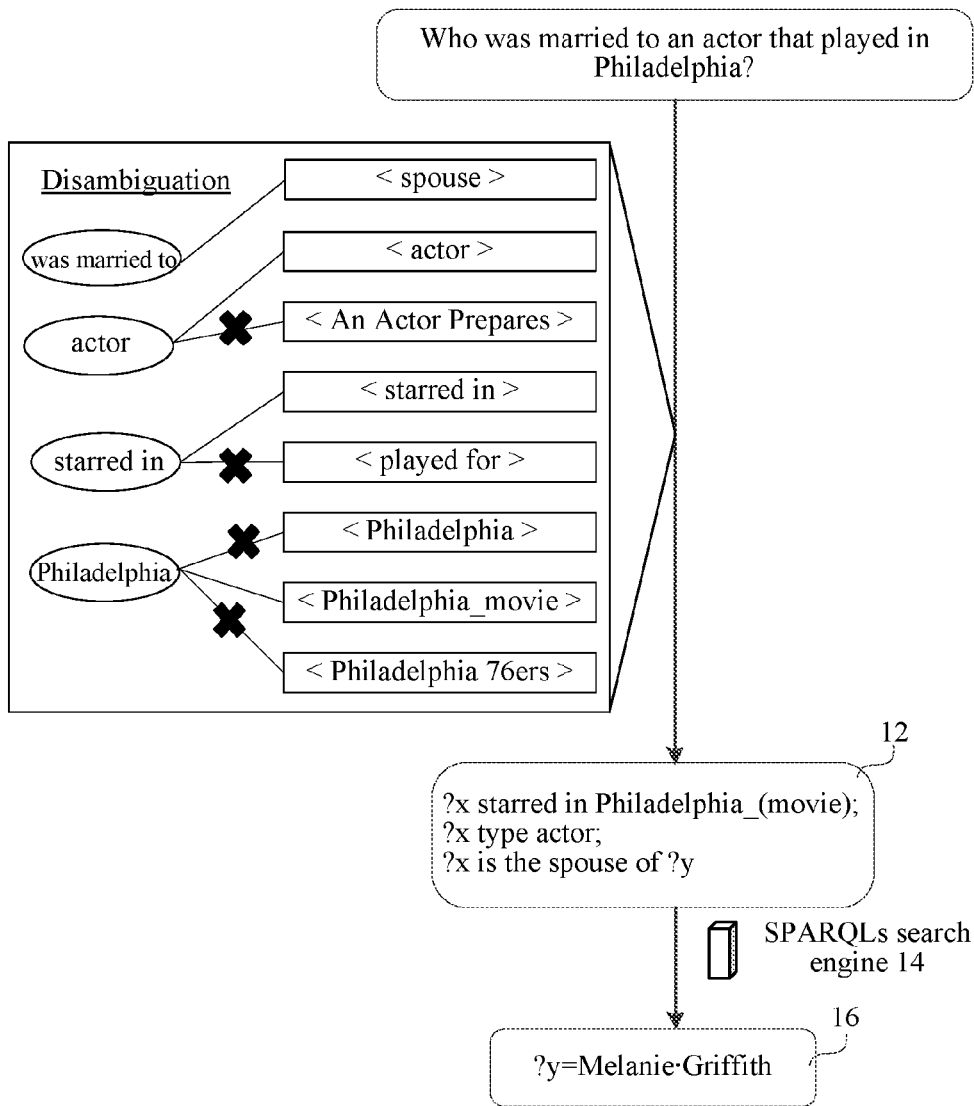 Who was married to an actor that played in
Philadelphia?
Disambiguation
< spouse >
was married to
< actor >
actor
< An Actor Prepares >
< starred in >
starred in
< played for >
< Philadelphia >
Philadelphia
< Philadelphia_movie >
< Philadelphia 76ers >
12
?x starred in Philadelphia_(movie);
?x type actor;
?x is the spouse of ?y
SPARQLs search
engine 14
16
?y=Melanie·Griffith